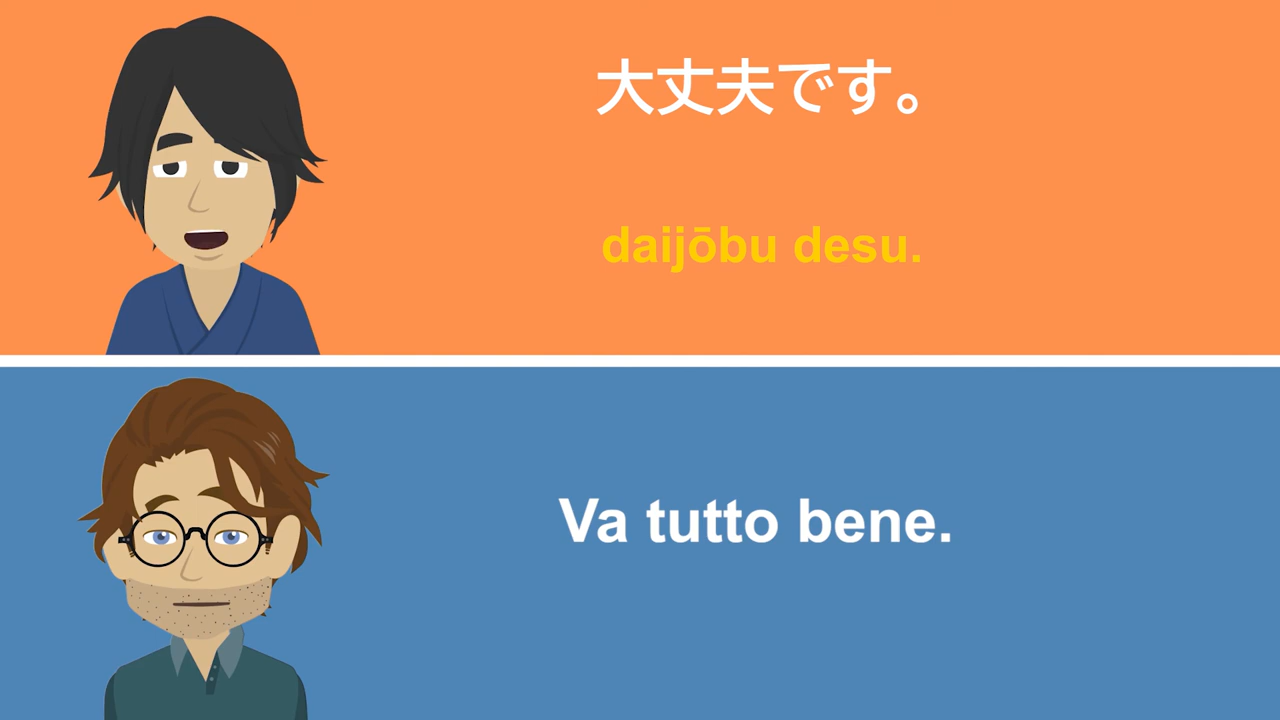 大丈夫です。
daijōbu desu.
Va tutto bene.